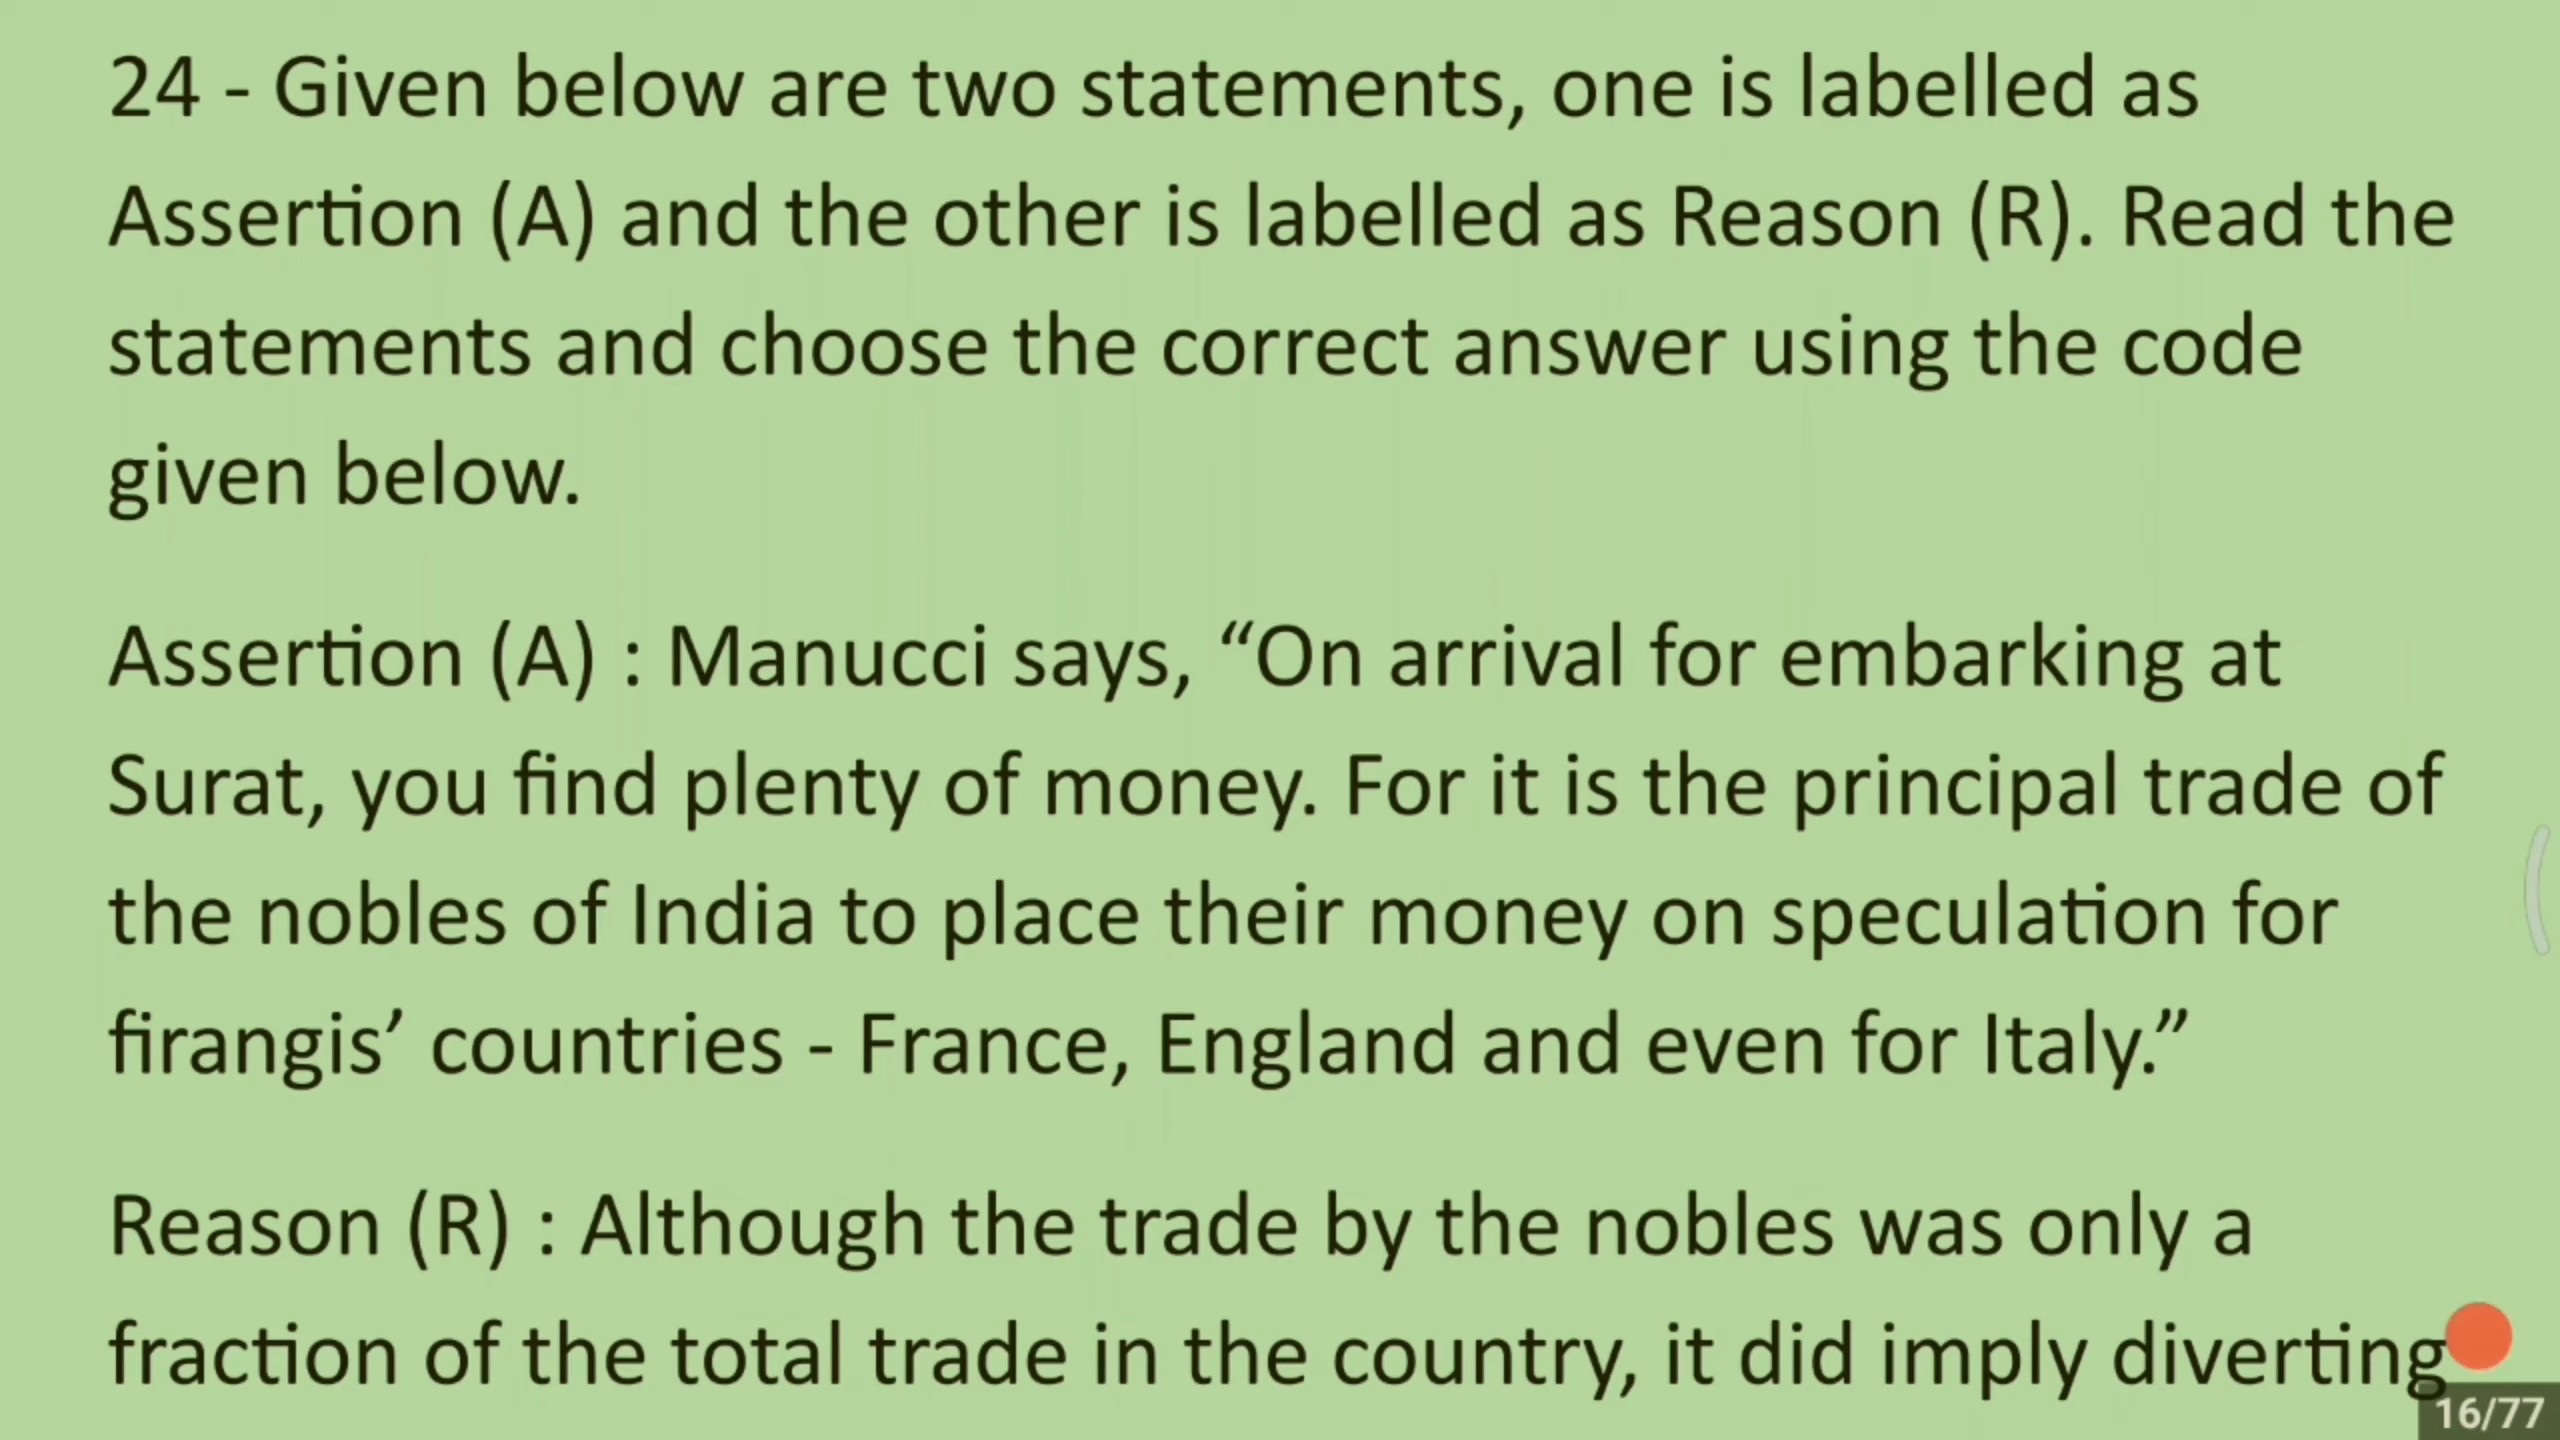 24 - Given below are two statements, one is labelled as
Assertion (A) and the other is labelled as Reason (R). Read the
statements and choose the correct answer using the code
given below.
Assertion (A) : Manucci says, “On arrival for embarking at
Surat, you find plenty of money. For it is the principal trade of
the nobles of India to place their money on speculation for
firangis’ countries - France, England and even for Italy.”
Reason (R) : Although the trade by the nobles was only a
fraction of the total trade in the country, it did imply diverting
16/77